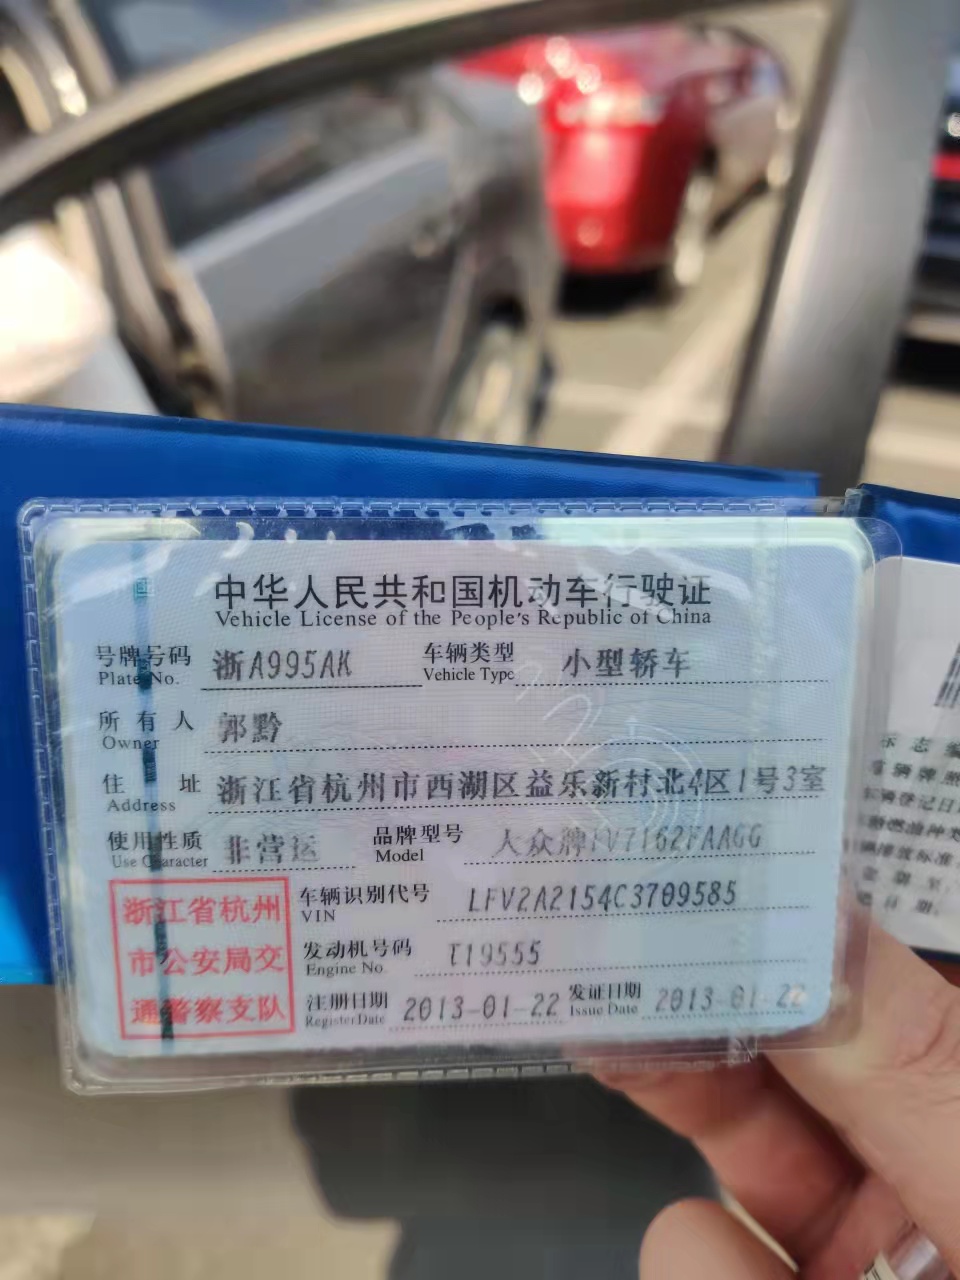 中华人民共和国机动车行驶证
Vehicle License of the People's Republic of China
号牌号码 浙A995AK 车辆类型 小型轿车
Plate No. Vehicle Type
所有人 郭黔
Owner
住址 浙江省杭州市西湖区益乐新村北4区1号3室
Address
使用性质 非营运 品牌型号 大众牌FV7162FAAGG
Use Character Model
浙江省杭州
市公安局交
通警察支队
车辆识别代号 LFV2A2154C3709585
VIN
发动机号码 T19555
Engine No.
注册日期 2013-01-22 发证日期 2013-01-22
Register Date Issue Date